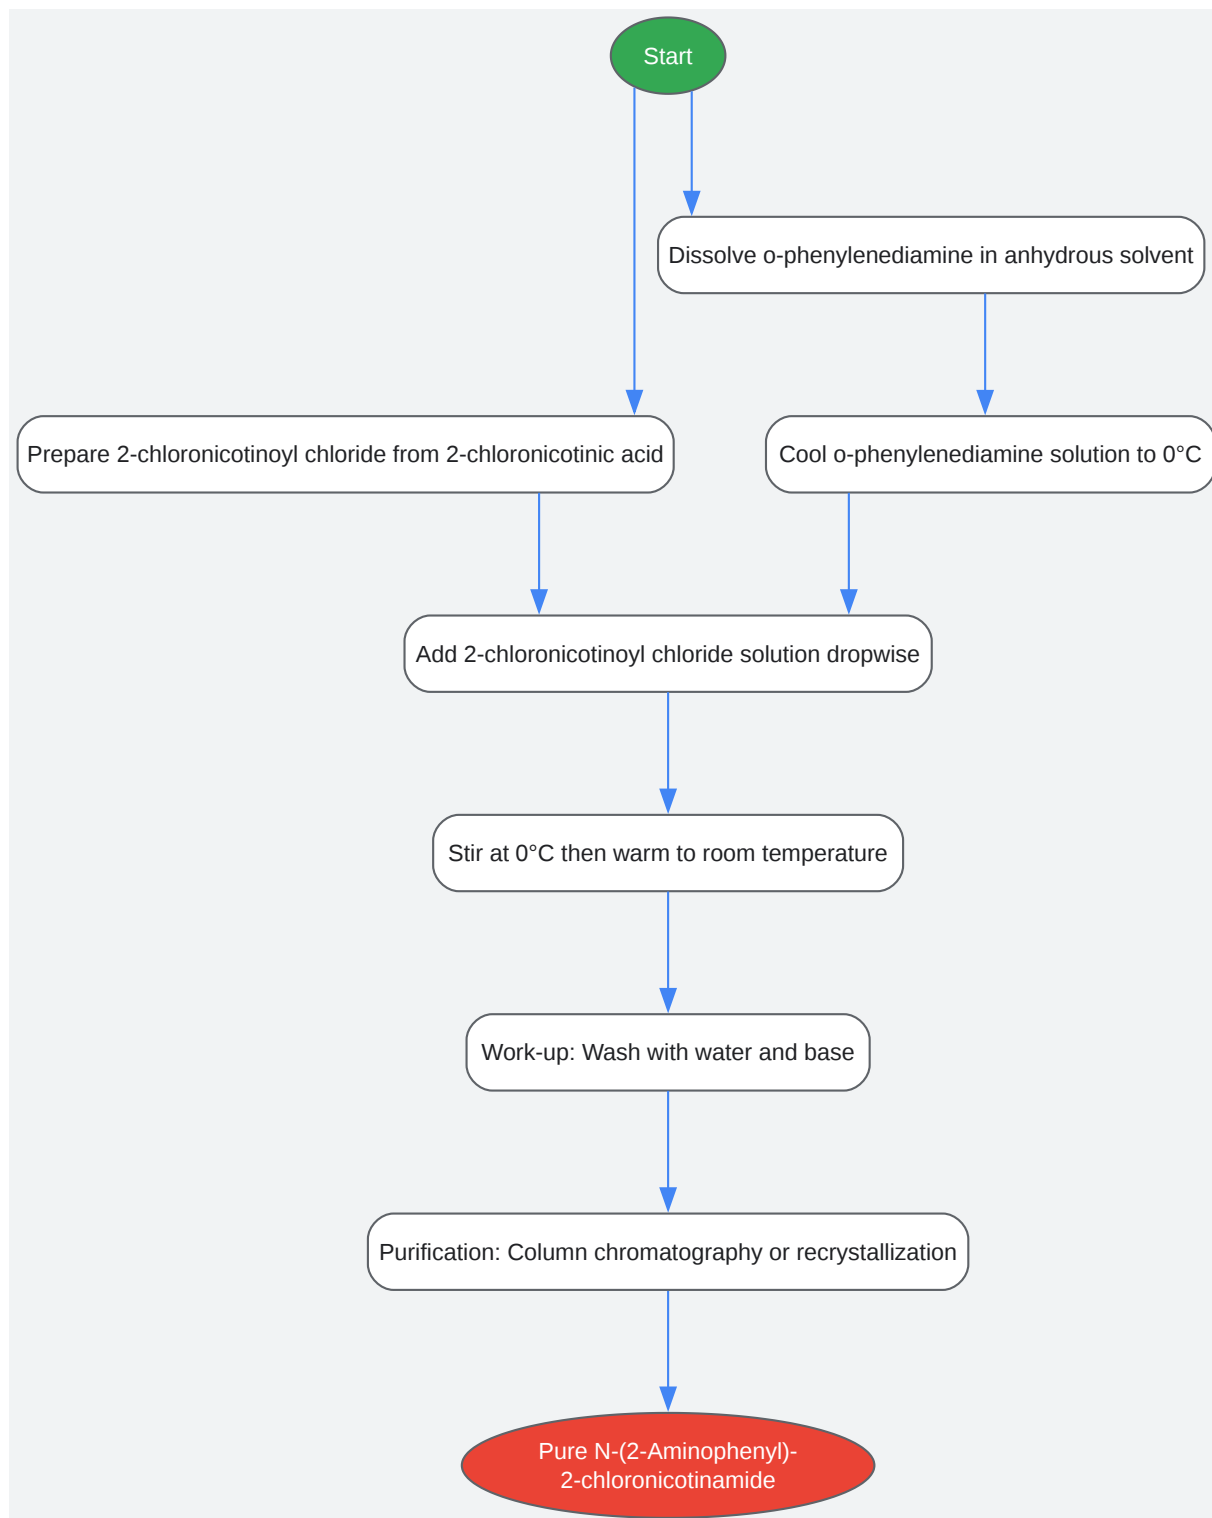 Start
Dissolve o-phenylenediamine in anhydrous solvent
Prepare 2-chloronicotinoyl chloride from 2-chloronicotinic acid
Cool o-phenylenediamine solution to 0°C
Add 2-chloronicotinoyl chloride solution dropwise
Stir at 0°C then warm to room temperature
Work-up: Wash with water and base
Purification: Column chromatography or recrystallization
Pure N-(2-Aminophenyl)-
2-chloronicotinamide